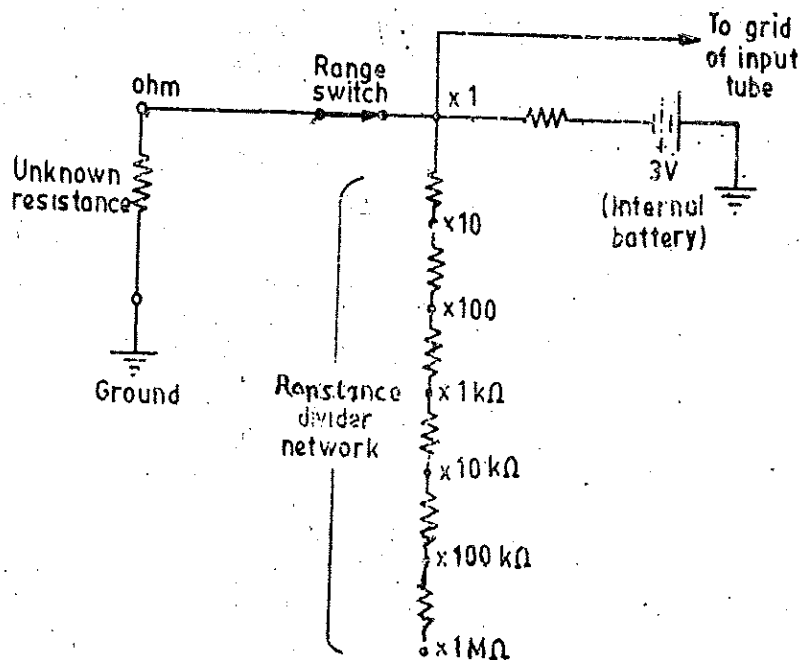 To grid
of input
tube
Range
switch
ohm
x 1
Unknown
resistance
3V
(internal
battery)
x10
x100
Ground
divider
network
x 1kΩ
x 10 kΩ
x 100 kΩ
x 1MΩ